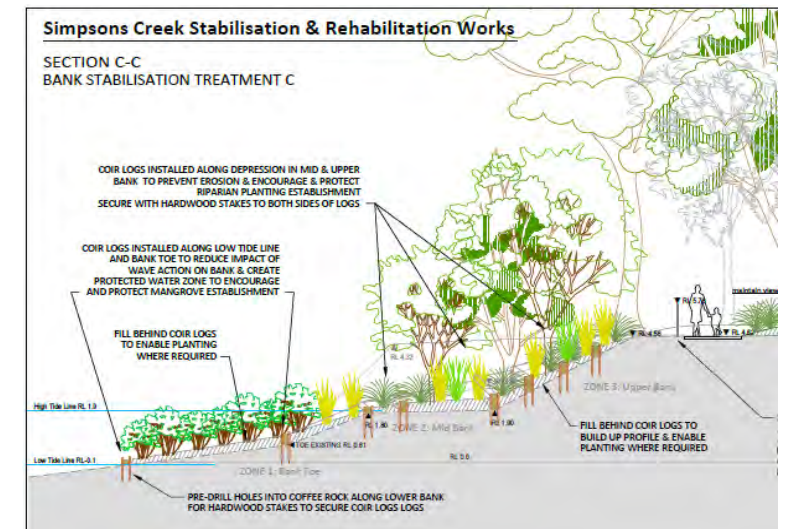 Simpsons Creek Stabilisation & Rehabilitation Works
SECTION C-C
BANK STABILISATION TREATMENT C
COIR LOGS INSTALLED ALONG DEPRESSION IN MID & UPPER
BANK TO PREVENT EROSION & ENCOURAGE & PROTECT
RIPARIAN PLANTING ESTABLISHMENT
SECURE WITH HARDWOOD STAKES TO BOTH SIDES OF LOGS
COIR LOGS INSTALLED ALONG LOW TIDE LINE
AND BANK TOE TO REDUCE IMPACT OF
WAVE ACTION ON BANK & CREATE
PROTECTED WATER ZONE TO ENCOURAGE
AND PROTECT MANGROVE ESTABLISHMENT
maintain view
FILL BEHIND COIR LOGS
TO ENABLE PLANTING
WHERE REQUIRED
RL 4.58
RL 4.22
High Tide Line RL 1.0
ZONE 3: Upper Bank
RL 1.80
ZONE 2: Mid Bank
RL 1.90
FILL BEHIND COIR LOGS TO
BUILD UP PROFILE & ENABLE
PLANTING WHERE REQUIRED
TOE EXISTING RL 0.61
RL 0.0
Low Tide Line RL-0.1
ZONE 1: Bank Toe
PRE-DRILL HOLES INTO COFFEE ROCK ALONG LOWER BANK
FOR HARDWOOD STAKES TO SECURE COIR LOGS LOGS